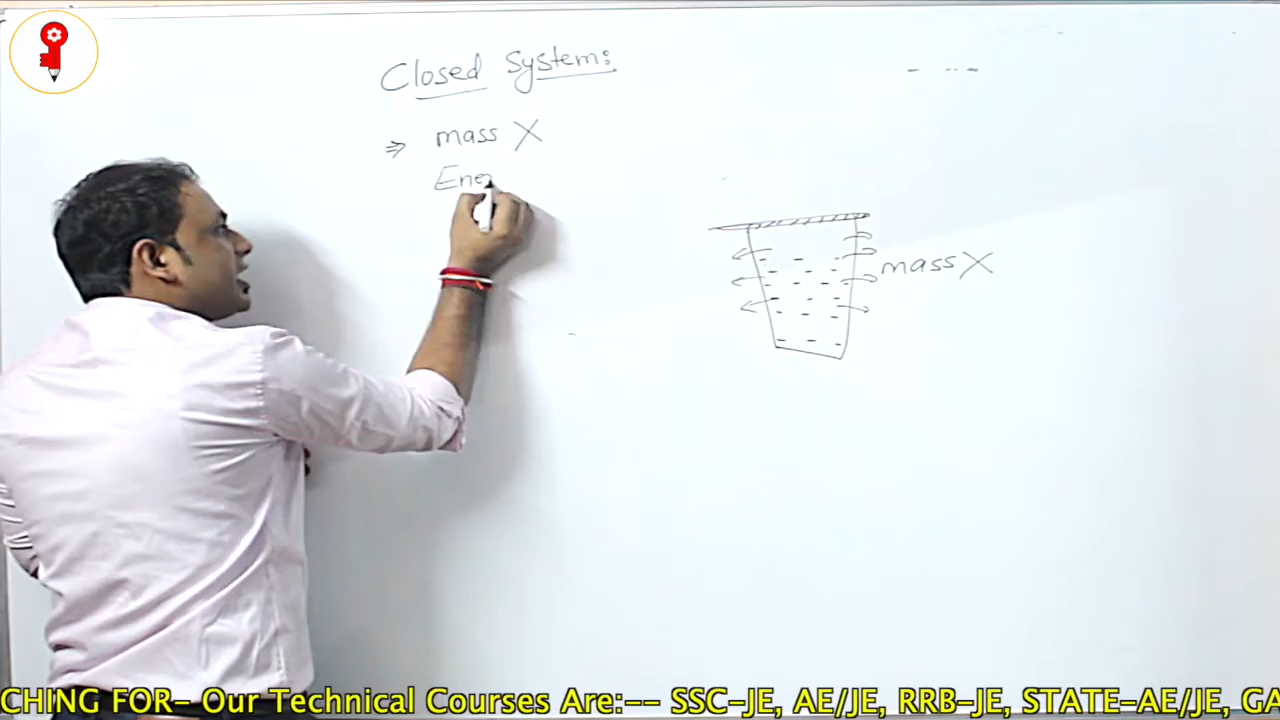 Closed System:
⇒ mass X
Ene
mass X
CHING FOR- Our Technical Courses Are:-- SSC-JE, AE/JE, RRB-JE, STATE-AE/JE, GA